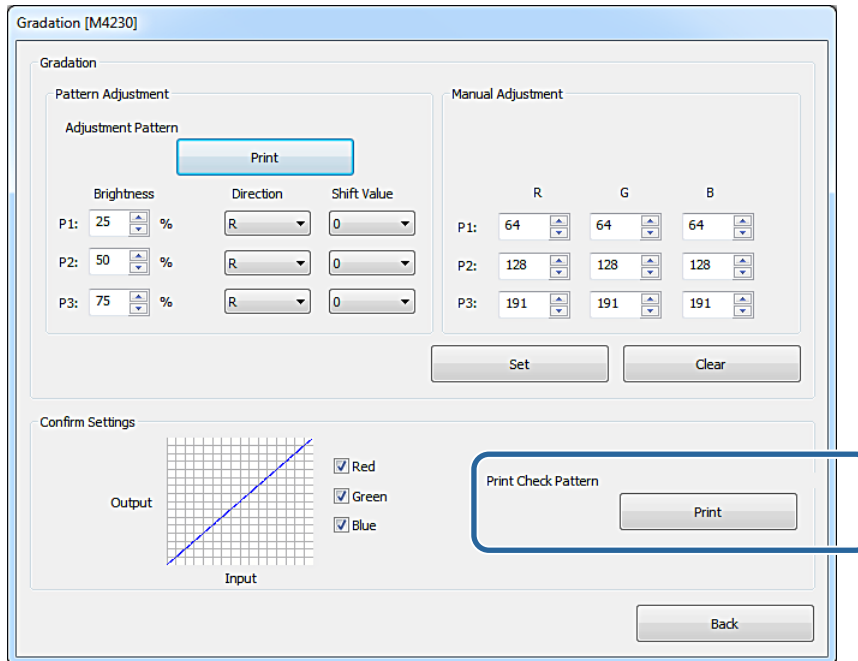 Gradation [M4230]
Gradation
Pattern Adjustment
Adjustment Pattern
Print
Brightness Direction Shift Value
P1: 25 % R 0
P2: 50 % R 0
P3: 75 % R 0
Manual Adjustment
R G B
P1: 64 64 64
P2: 128 128 128
P3: 191 191 191
Set Clear
Confirm Settings
Output
Input
Red
Green
Blue
Print Check Pattern
Print
Back